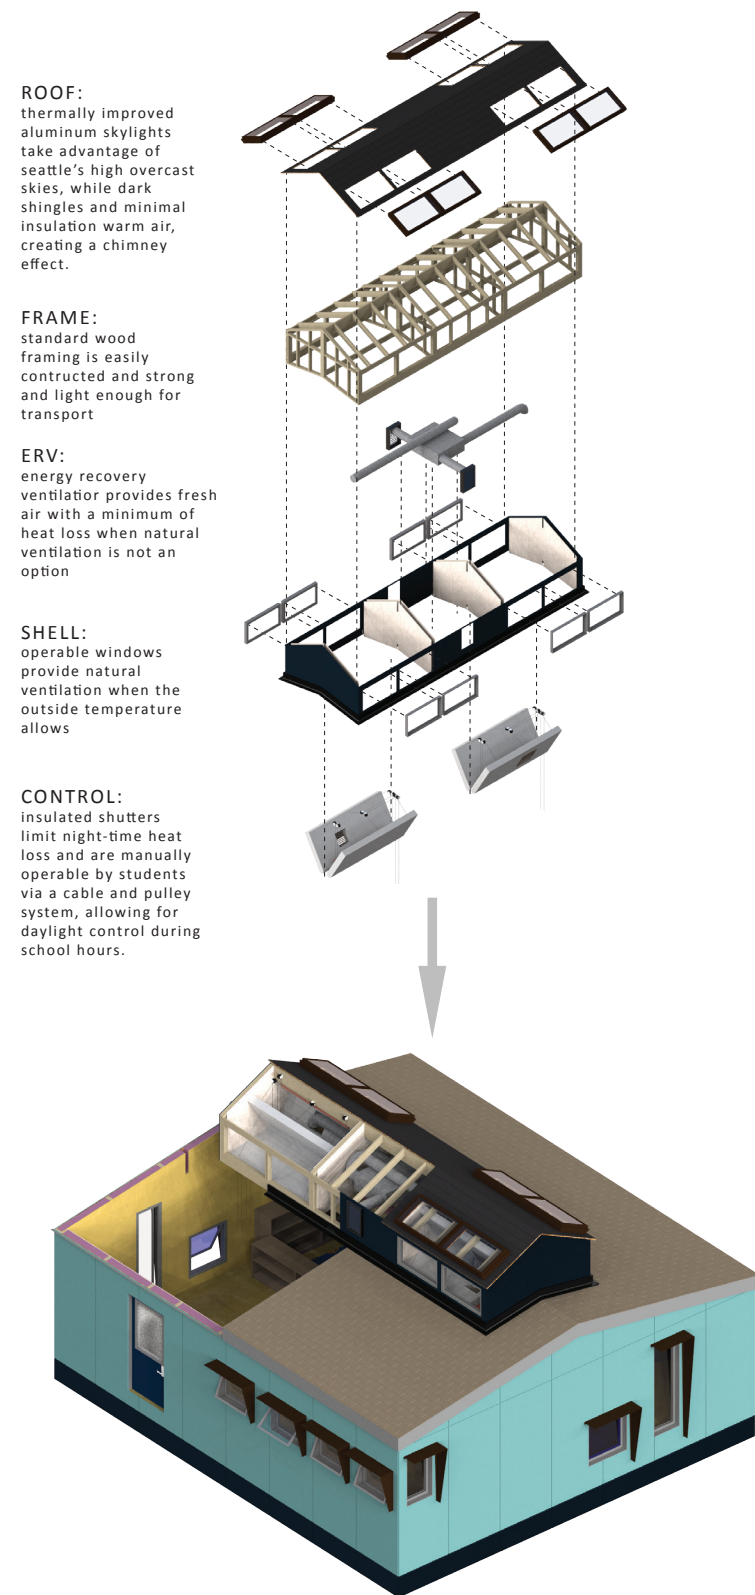 ROOF:
thermally improved
aluminum skylights
take advantage of
seattle's high overcast
skies, while dark
shingles and minimal
insulation warm air,
creating a chimney
effect.
FRAME:
standard wood
framing is easily
contructed and strong
and light enough for
transport
ERV:
energy recovery
ventilatior provides fresh
air with a minimum of
heat loss when natural
ventilation is not an
option
SHELL:
operable windows
provide natural
ventilation when the
outside temperature
allows
CONTROL:
insulated shutters
limit night-time heat
loss and are manually
operable by students
via a cable and pulley
system, allowing for
daylight control during
school hours.